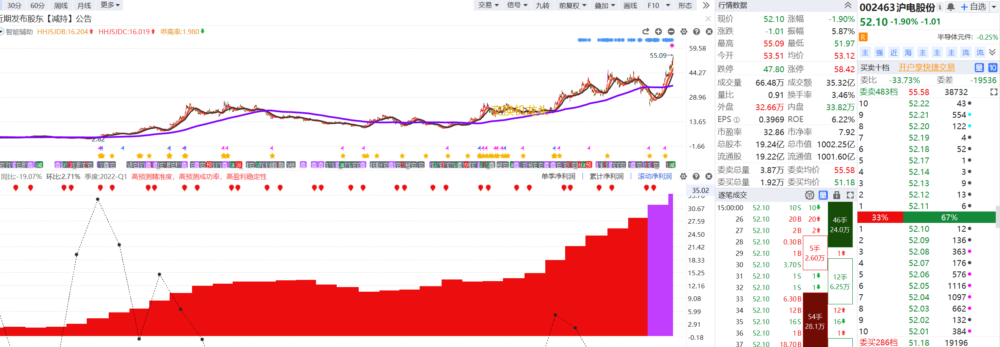 30分 60分 周线 月线 更多
交易 信号 九转 前复权 叠加 画线 F10 形态
近期发布股东【减持】公告
智能辅助 HHJSJDB:16.204 HHJSJDC:16.019 乖离率:1.980
59.58
55.09
44.27
28.96
交换机龙头
13.65
2.82
-1.66
同比:-19.07% 环比:2.71% 季度:2022-Q1 高预测精准度，高预测成功率，高盈利稳定性
单季净利润 累计净利润 滚动净利润
35.02
30.67
27.59
24.50
21.42
18.33
15.25
12.16
9.08
5.99
2.91
-0.18
行情数据
现价 52.10 涨幅 -1.90%
涨跌 -1.01 振幅 5.87%
最高 55.09 最低 51.97
今开 53.51 均价 53.12
跌停 47.80 涨停 58.42
成交量 66.48万 成交额 35.32亿
量比 0.91 换手率 3.46%
外盘 32.66万 内盘 33.82万
EPS ① 0.3969 ROE 6.22%
市盈率 32.86 市净率 7.92
总股本 19.24亿 总市值 1002.25亿
流通股 19.22亿 流通值 1001.60亿
委卖总量 3.87万 委卖均价 55.58
委买总量 1.92万 委买均价 51.18
逐笔成交 单 量
15:00:00 52.10 10S 10
26 52.10 20B 20
27 52.10 2B 2
28 52.10 0.30B
29 52.10 1B 1
30 52.10 3.70S
31 52.10 1S 1
32 52.10 1S 1
33 52.10 6.30B
34 52.10 12B 12
35 52.10 16S 16
36 52.10 1B 1
37 52.10 18.70B
46手
24.0万
5手
2.60万
12手
6.25万
54手
28.1万
002463 沪电股份 自选
52.10 -1.90% -1.01
R 半导体元件: -0.25%
主 强 近 海 主 主 主 流 流
买卖十档 开户享快捷交易 量 10
委比 -33.73% 委差 -19536
委卖483档 55.58 38732
10 52.22 43
9 52.21 554
8 52.20 122
7 52.19 4
6 52.18 52
5 52.17 1
4 52.14 3
3 52.13 9
2 52.12 13
1 52.11 6
33% 67%
1 52.10 12
2 52.09 136
3 52.08 363
4 52.07 176
5 52.06 576
6 52.05 1116
7 52.04 1097
8 52.03 662
9 52.02 132
10 52.01 384
委买286档 51.18 19196